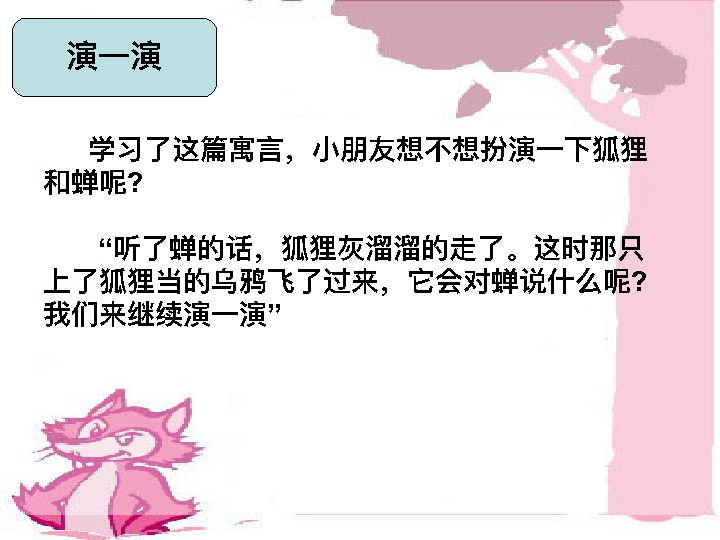 演一演
学习了这篇寓言，小朋友想不想扮演一下狐狸
和蝉呢?
“听了蝉的话，狐狸灰溜溜的走了。这时那只
上了狐狸当的乌鸦飞了过来，它会对蝉说什么呢?
我们来继续演一演”